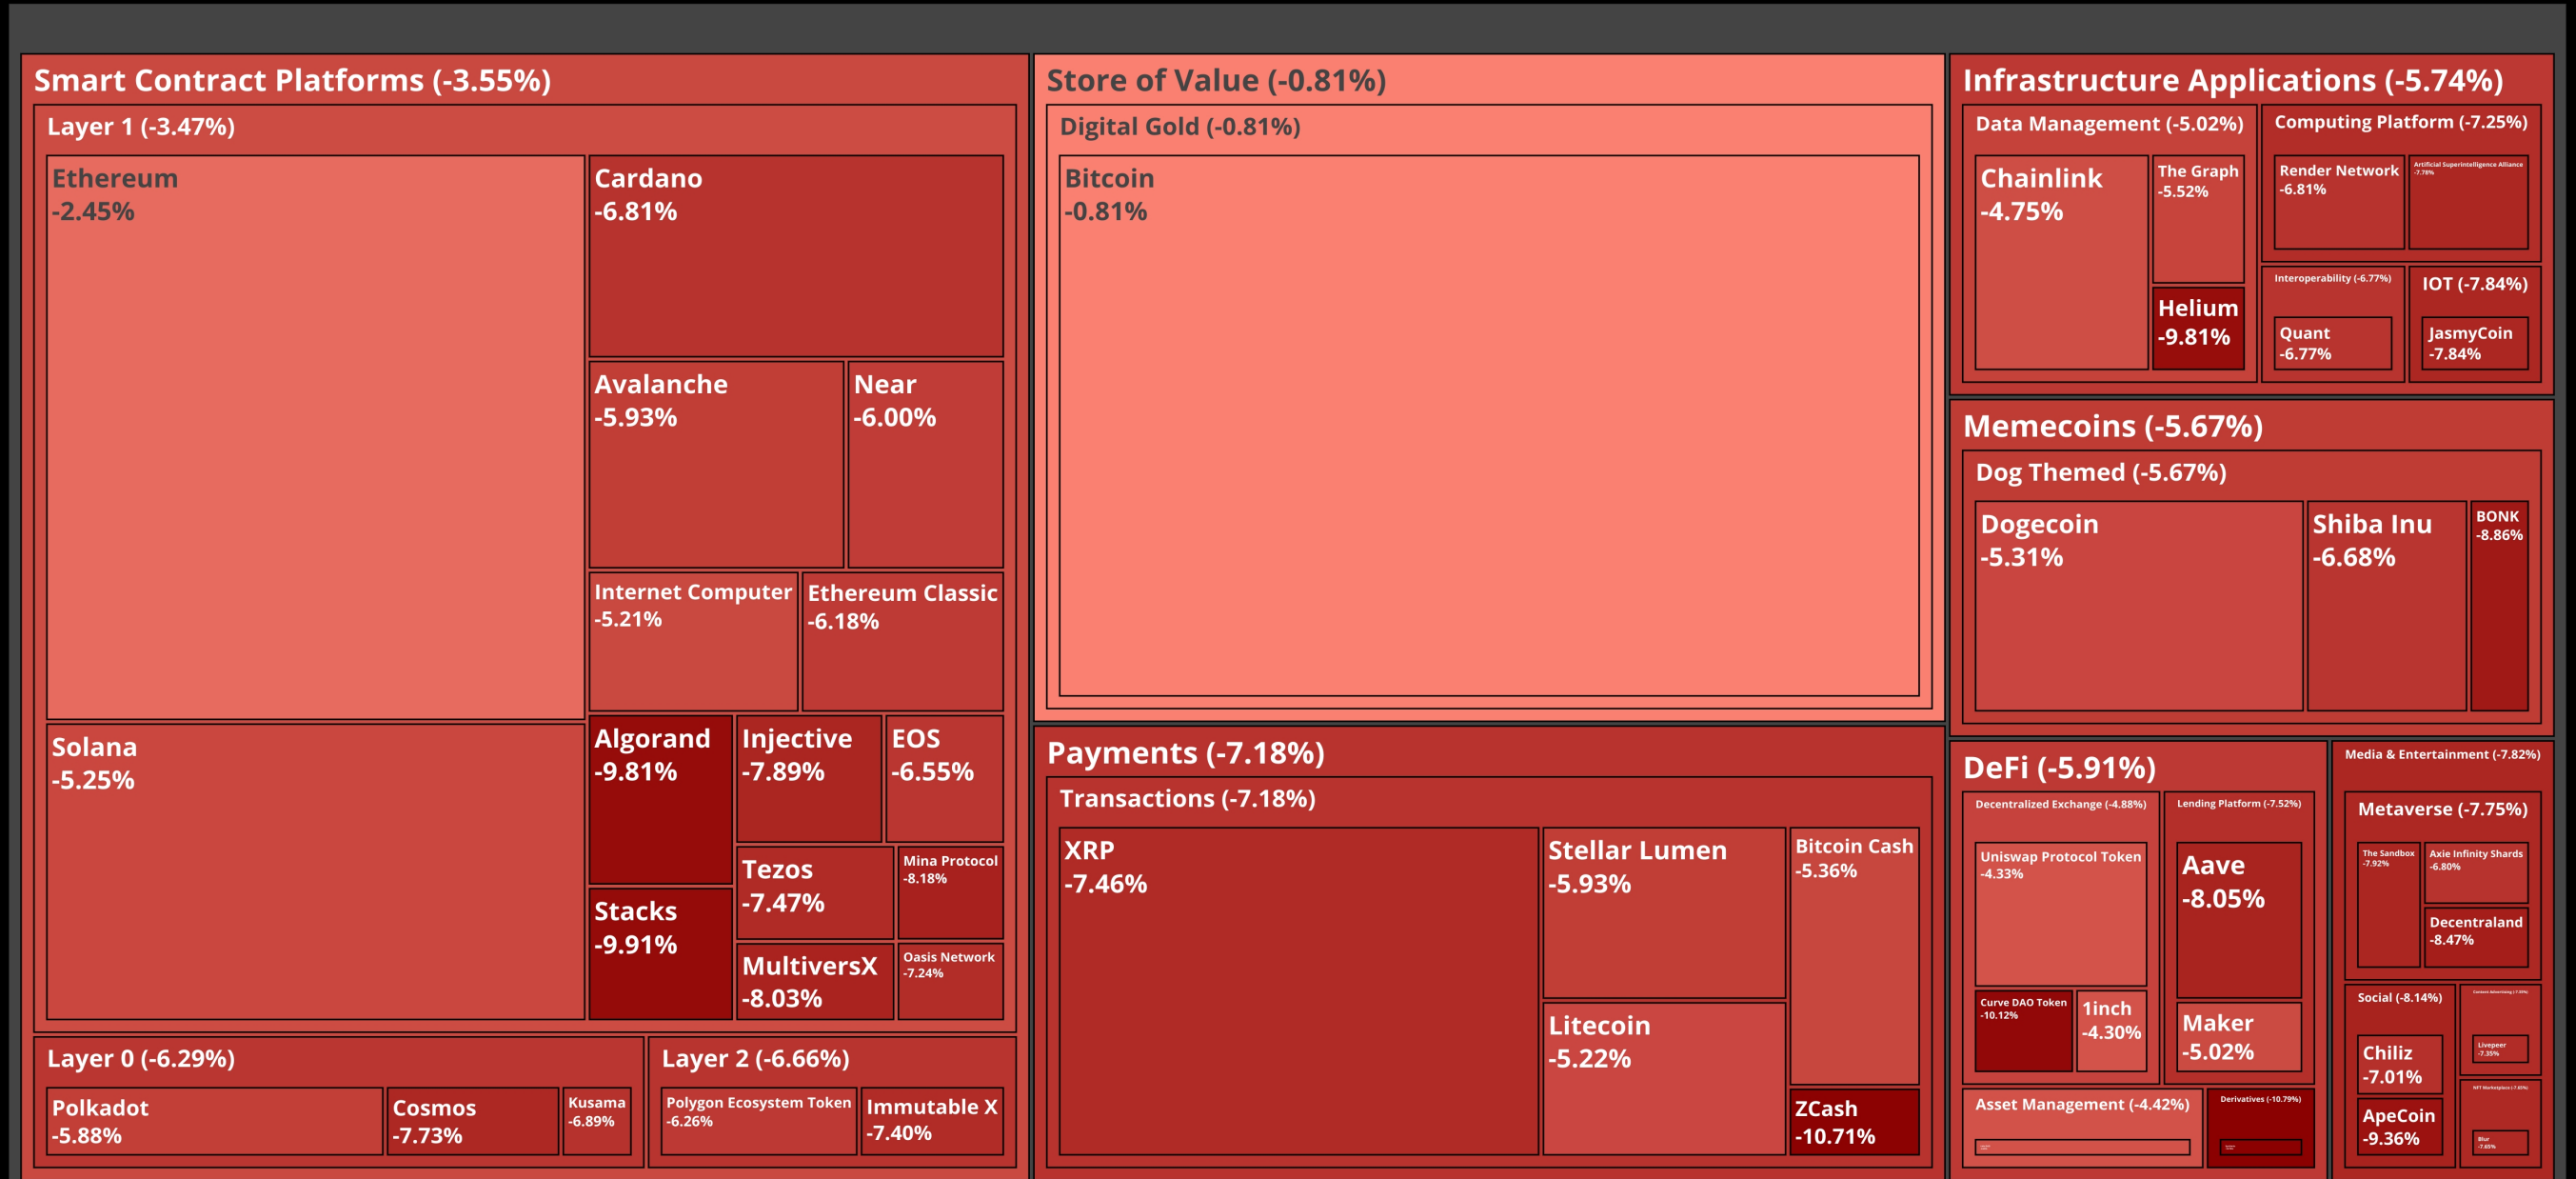 Smart Contract Platforms (-3.55%)
Layer 1 (-3.47%)
Ethereum
-2.45%
Solana
-5.25%
Cardano
-6.81%
Avalanche
-5.93%
Near
-6.00%
Internet Computer
-5.21%
Ethereum Classic
-6.18%
Algorand
-9.81%
Stacks
-9.91%
Injective
-7.89%
EOS
-6.55%
Tezos
-7.47%
Mina Protocol
-8.18%
MultiversX
-8.03%
Oasis Network
-7.24%
Layer 0 (-6.29%)
Polkadot
-5.88%
Cosmos
-7.73%
Kusama
-6.89%
Layer 2 (-6.66%)
Polygon Ecosystem Token
-6.26%
Immutable X
-7.40%
Store of Value (-0.81%)
Digital Gold (-0.81%)
Bitcoin
-0.81%
Payments (-7.18%)
Transactions (-7.18%)
XRP
-7.46%
Stellar Lumen
-5.93%
Litecoin
-5.22%
Bitcoin Cash
-5.36%
ZCash
-10.71%
Infrastructure Applications (-5.74%)
Data Management (-5.02%)
Chainlink
-4.75%
The Graph
-5.52%
Helium
-9.81%
Computing Platform (-7.25%)
Render Network
-6.81%
Artificial Superintelligence Alliance
-7.78%
Interoperability (-6.77%)
Quant
-6.77%
IOT (-7.84%)
JasmyCoin
-7.84%
Memecoins (-5.67%)
Dog Themed (-5.67%)
Dogecoin
-5.31%
Shiba Inu
-6.68%
BONK
-8.86%
DeFi (-5.91%)
Decentralized Exchange (-4.88%)
Uniswap Protocol Token
-4.33%
Curve DAO Token
-10.12%
1inch
-4.30%
Lending Platform (-7.52%)
Aave
-8.05%
Maker
-5.02%
Asset Management (-4.42%)
Derivatives (-10.79%)
Media & Entertainment (-7.82%)
Metaverse (-7.75%)
The Sandbox
-7.92%
Axie Infinity Shards
-6.80%
Decentraland
-8.47%
Social (-8.14%)
Chiliz
-7.01%
ApeCoin
-9.36%
Livepeer
-7.35%
NFT Marketplace (-7.65%)
Blur
-7.65%